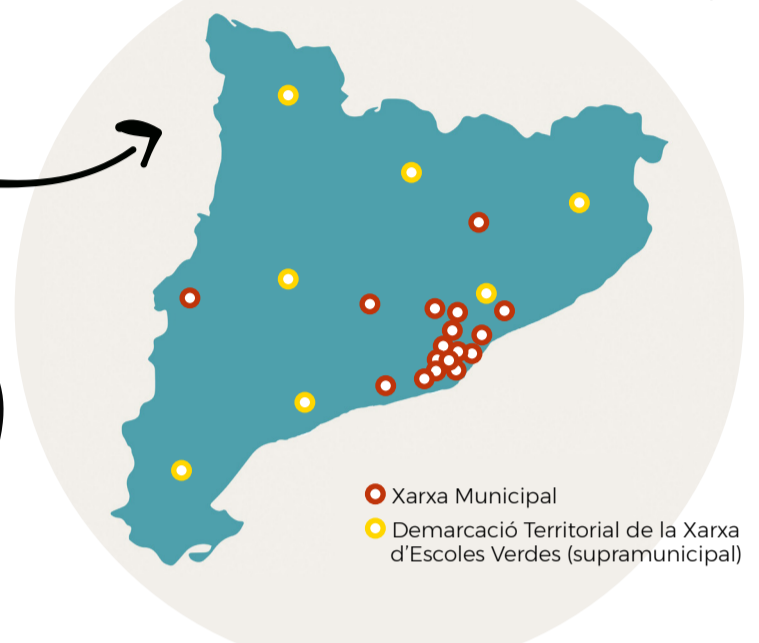 Xarxa Municipal
Demarcació Territorial de la Xarxa
d’Escoles Verdes (supramunicipal)